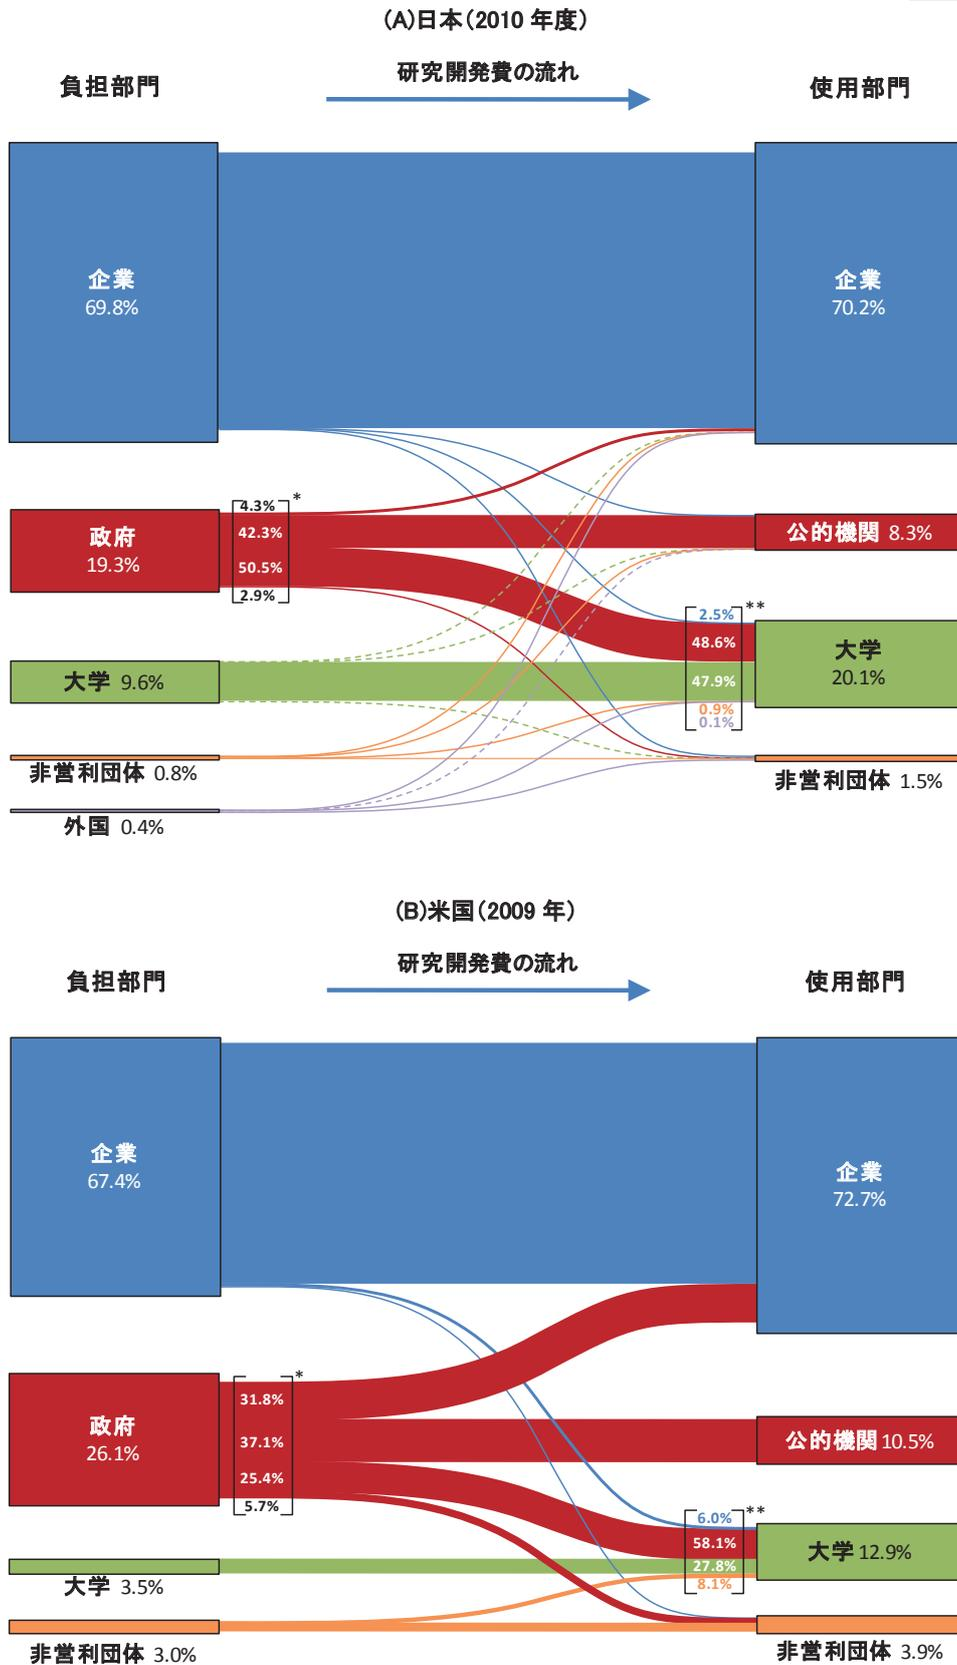 (A)日本(2010 年度)
研究開発費の流れ
負担部門
使用部門
企業
69.8%
企業
70.2%
政府
19.3%
4.3%
*
42.3%
50.5%
2.9%
公的機関 8.3%
2.5%
**
48.6%
47.9%
0.9%
0.1%
大学
20.1%
大学 9.6%
非営利団体 0.8%
非営利団体 1.5%
外国 0.4%
(B)米国(2009 年)
研究開発費の流れ
負担部門
使用部門
企業
67.4%
企業
72.7%
政府
26.1%
*
31.8%
37.1%
25.4%
5.7%
公的機関 10.5%
6.0%
**
58.1%
27.8%
8.1%
大学 12.9%
大学 3.5%
非営利団体 3.0%
非営利団体 3.9%